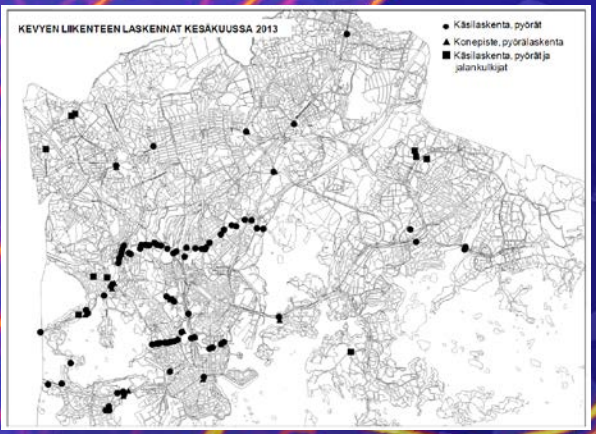 KEVYEN LIIKENTEEN LASKENNAT KESÄKUUSSA 2013
Käsilaskenta, pyörät
Konepiste, pyörälaskenta
Käsilaskenta, pyörät ja
jalankulkijat